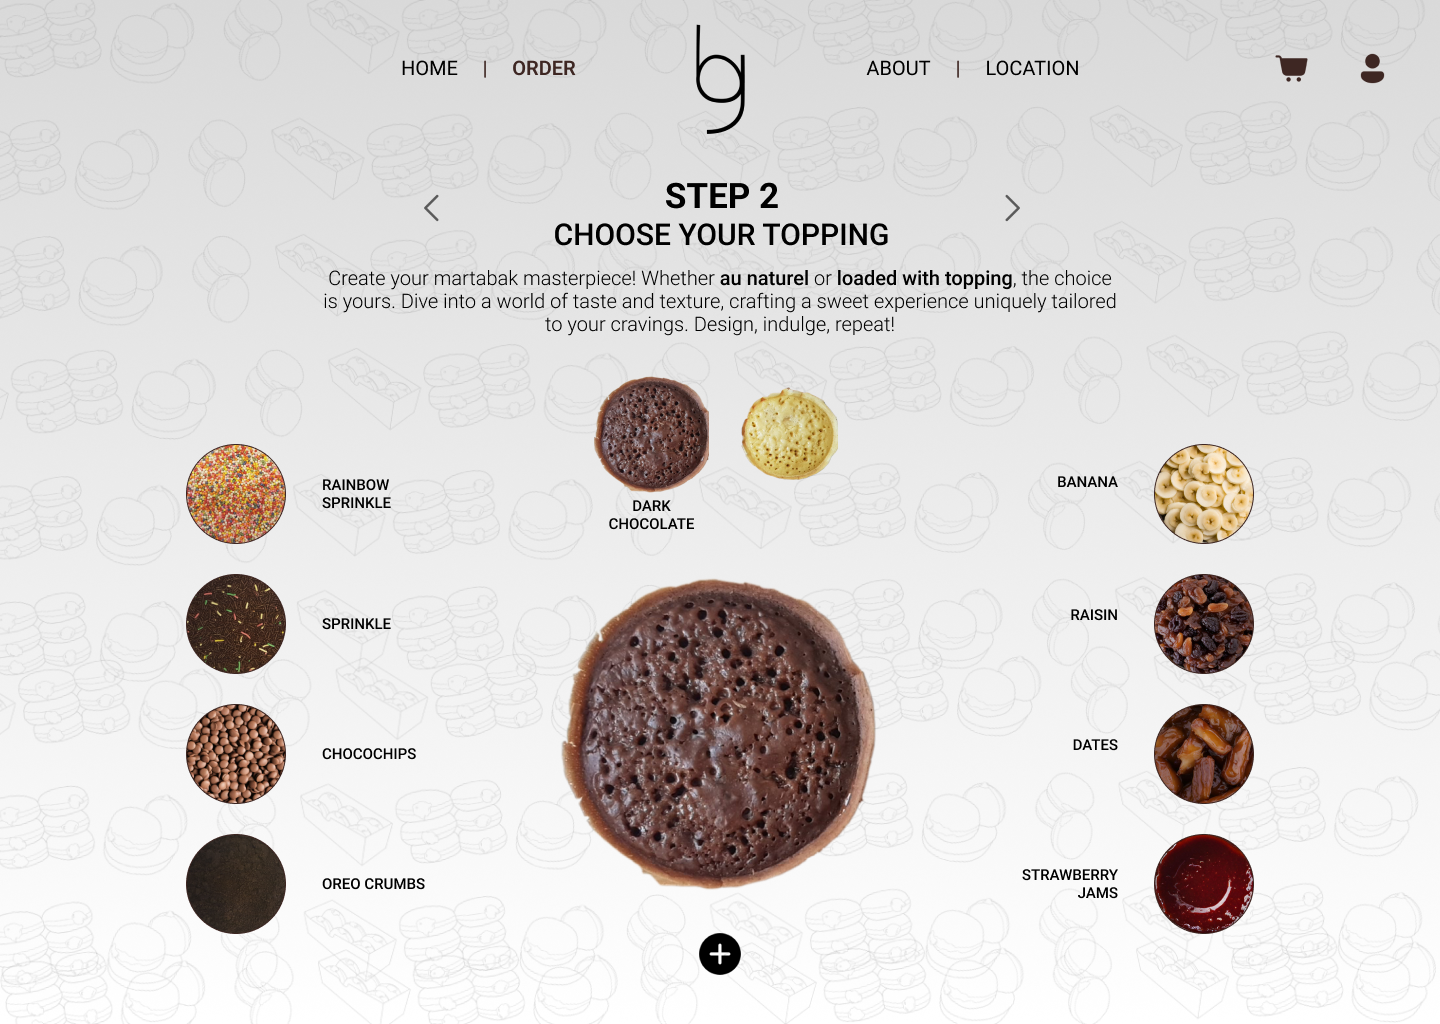 HOME | ORDER
bg
ABOUT | LOCATION
STEP 2
CHOOSE YOUR TOPPING
Create your martabak masterpiece! Whether au naturel or loaded with topping, the choice
is yours. Dive into a world of taste and texture, crafting a sweet experience uniquely tailored
to your cravings. Design, indulge, repeat!
DARK
CHOCOLATE
RAINBOW
SPRINKLE
SPRINKLE
CHOCOCHIPS
OREO CRUMBS
BANANA
RAISIN
DATES
STRAWBERRY
JAMS